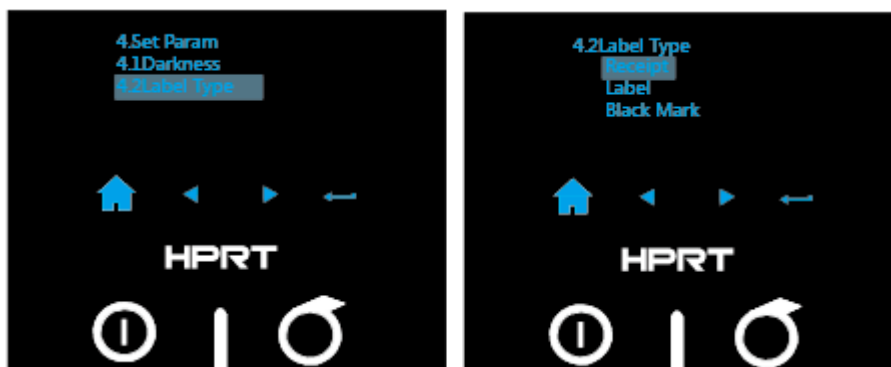 4.Set Param
4.1Darkness
4.2Label Type
HPRT
4.2Label Type
Receipt
Label
Black Mark
HPRT